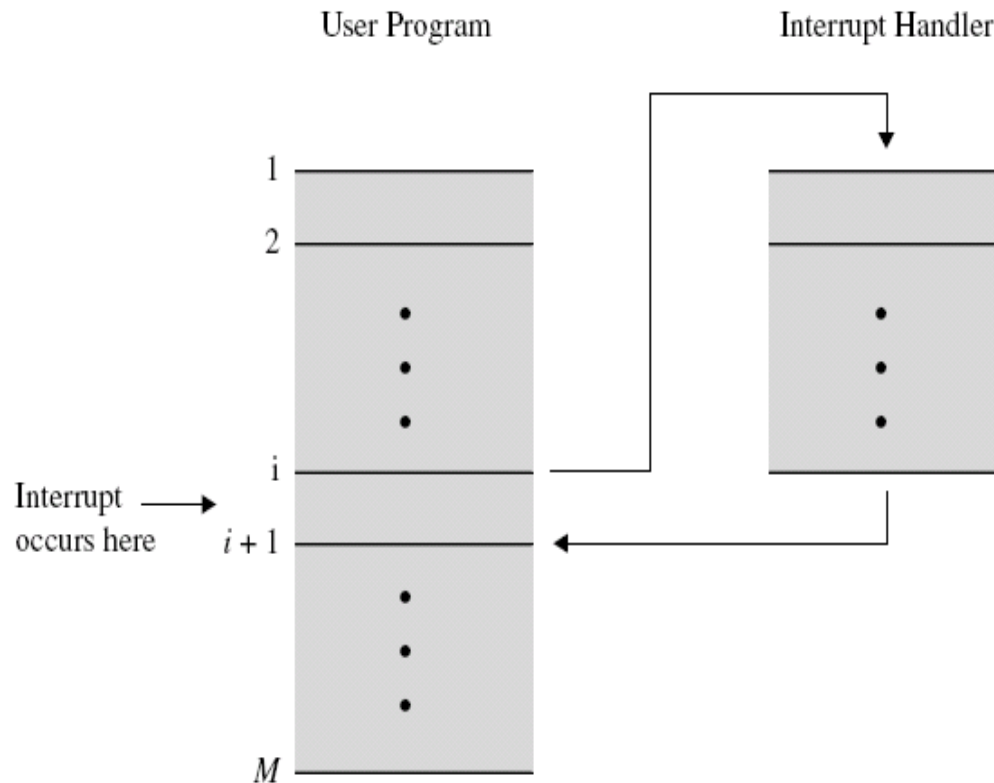 User Program
Interrupt Handler
1
2
i
Interrupt
occurs here
i + 1
M